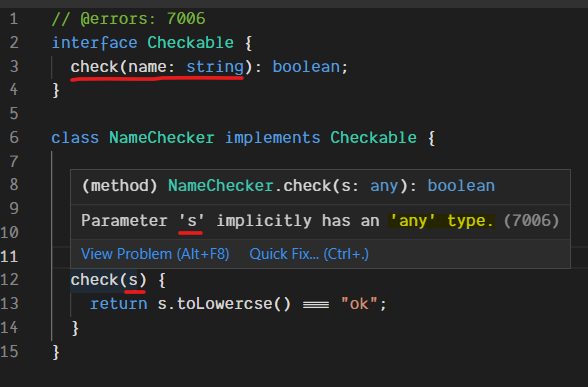 1 // @errors: 7006
2 interface Checkable {
3 check(name: string): boolean;
4 }
5
6 class NameChecker implements Checkable {
7
8 (method) NameChecker.check(s: any): boolean
9 Parameter 's' implicitly has an 'any' type. (7006)
10
11 View Problem (Alt+F8) Quick Fix... (Ctrl+.)
12 check(s) {
13 return s.toLowercse() === "ok";
14 }
15 }